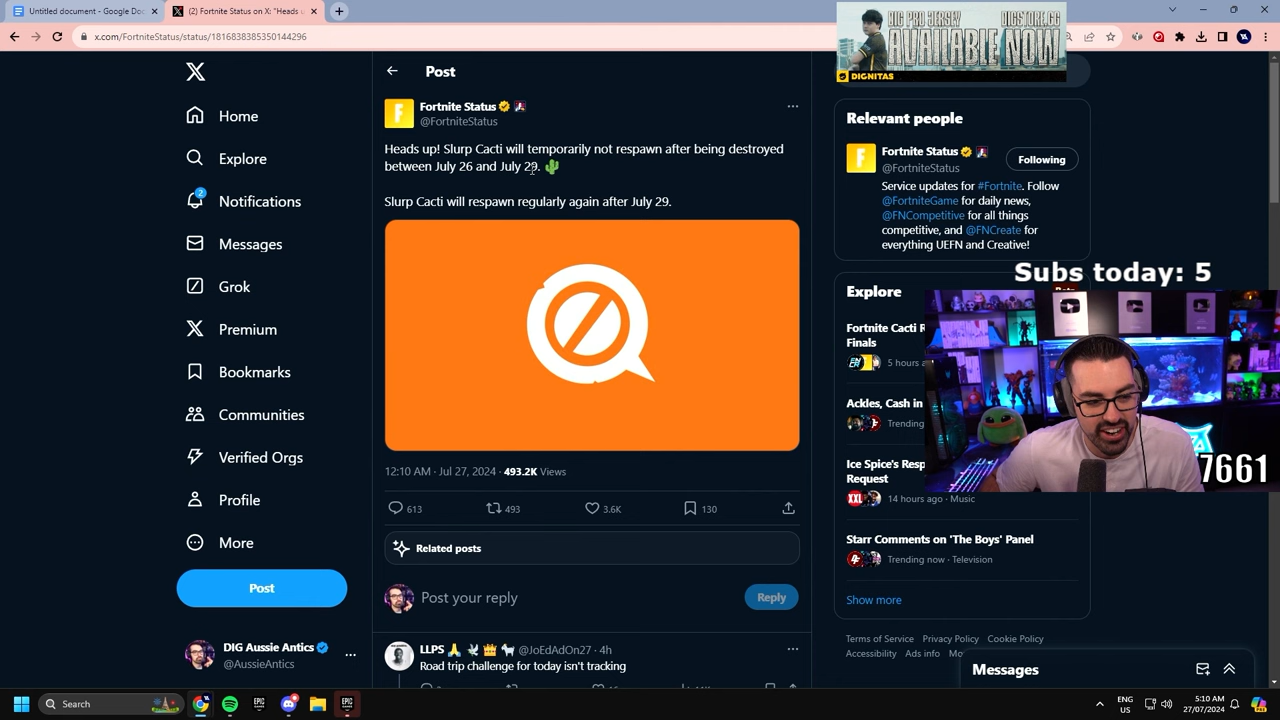 Untitled document - Google Doc
(2) Fortnite Status on X: "Heads u
x.com/FortniteStatus/status/1816838385350144296
DIG PRO JERSEY
DIGSTORE.GG
AVAILABLE NOW
DIGNITAS
Home
Explore
2
Notifications
Messages
Grok
Premium
Bookmarks
Communities
Verified Orgs
Profile
More
Post
DIG Aussie Antics
@AussieAntics
Post
Fortnite Status
@FortniteStatus
Heads up! Slurp Cacti will temporarily not respawn after being destroyed
between July 26 and July 29. 🌵
Slurp Cacti will respawn regularly again after July 29.
12:10 AM · Jul 27, 2024 · 493.2K Views
613
493
3.6K
130
Related posts
Post your reply
Reply
LLPS 🙏 🕊 👑 🐐 @JoEdAdOn27 · 4h
Road trip challenge for today isn't tracking
Relevant people
Fortnite Status
@FortniteStatus
Following
Service updates for #Fortnite. Follow
@FortniteGame for daily news,
@FNCompetitive for all things
competitive, and @FNCreate for
everything UEFN and Creative!
Subs today: 5
Explore
Fortnite Cacti R
Finals
5 hours a
Ackles, Cash in
Trending
Ice Spice's Resp
Request
14 hours ago · Music
7661
Starr Comments on 'The Boys' Panel
Trending now · Television
Show more
Terms of Service Privacy Policy Cookie Policy
Accessibility Ads info Mo
Messages
Search
EPIC
EPIC
ENG
US
5:10 AM
27/07/2024